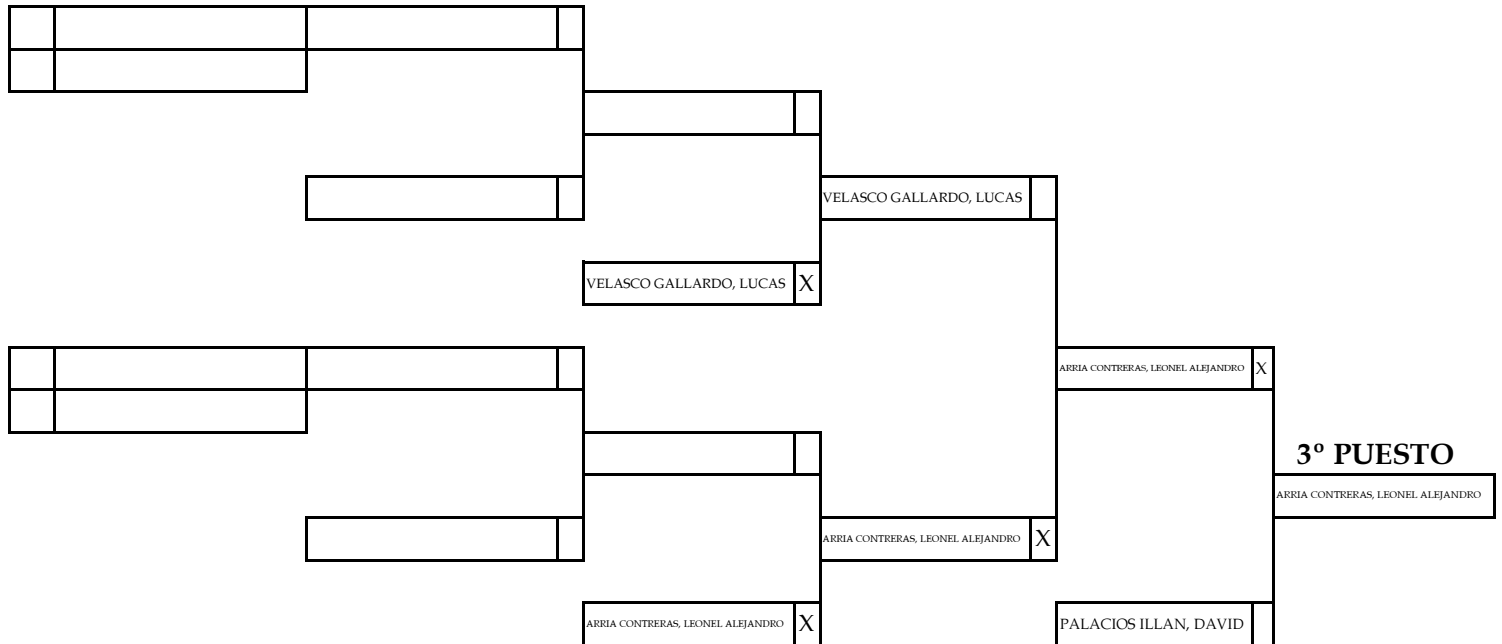 VELASCO GALLARDO, LUCAS
VELASCO GALLARDO, LUCAS X
ARRIA CONTRERAS, LEONEL ALEJANDRO X
3º PUESTO
ARRIA CONTRERAS, LEONEL ALEJANDRO
ARRIA CONTRERAS, LEONEL ALEJANDRO X
ARRIA CONTRERAS, LEONEL ALEJANDRO X
PALACIOS ILLAN, DAVID